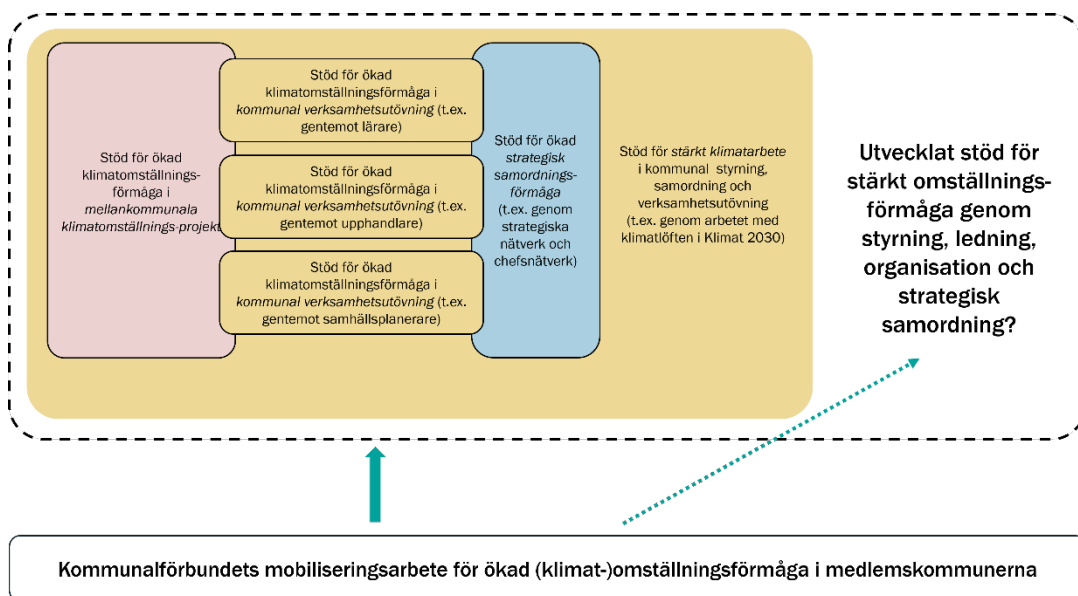 Stöd för ökad
klimatomställnings-
förmåga i
mellankommunala
klimatomställnings-projekt
Stöd för ökad
klimatomställningsförmåga i
kommunal verksamhetsutövning (t.ex.
gentemot lärare)
Stöd för ökad
klimatomställningsförmåga i
kommunal verksamhetsutövning (t.ex.
gentemot upphandlare)
Stöd för ökad
klimatomställningsförmåga i
kommunal verksamhetsutövning (t.ex.
gentemot samhällsplanerare)
Stöd för ökad
strategisk
samordnings-
förmåga
(t.ex. genom
strategiska
nätverk och
chefsnätverk)
Stöd för stärkt klimatarbete
i kommunal styrning,
samordning och
verksamhetsutövning
(t.ex. genom arbetet med
klimatlöften i Klimat 2030)
Utvecklat stöd för
stärkt omställnings-
förmåga genom
styrning, ledning,
organisation och
strategisk
samordning?
Kommunalförbundets mobiliseringsarbete för ökad (klimat-)omställningsförmåga i medlemskommunerna